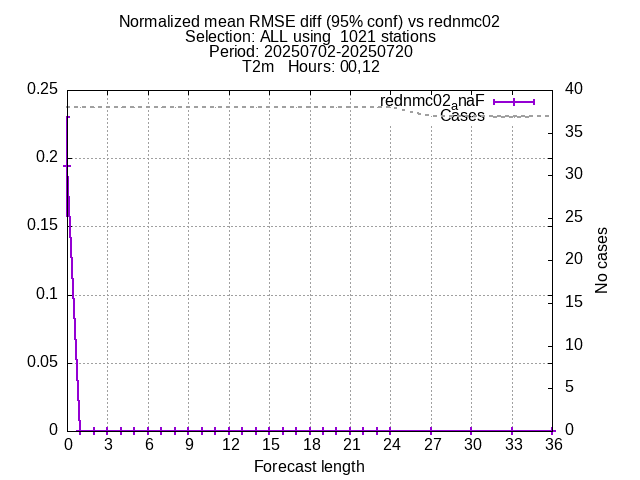 Normalized mean RMSE diff (95% conf) vs rednmc02
Selection: ALL using  1021 stations
Period: 20250702-20250720
T2m   Hours: 00,12
0.25
0.2
0.15
0.1
0.05
0
40
35
30
25
20
15
10
5
0
rednmc02_anaF
Cases
No cases
0 3 6 9 12 15 18 21 24 27 30 33 36
Forecast length